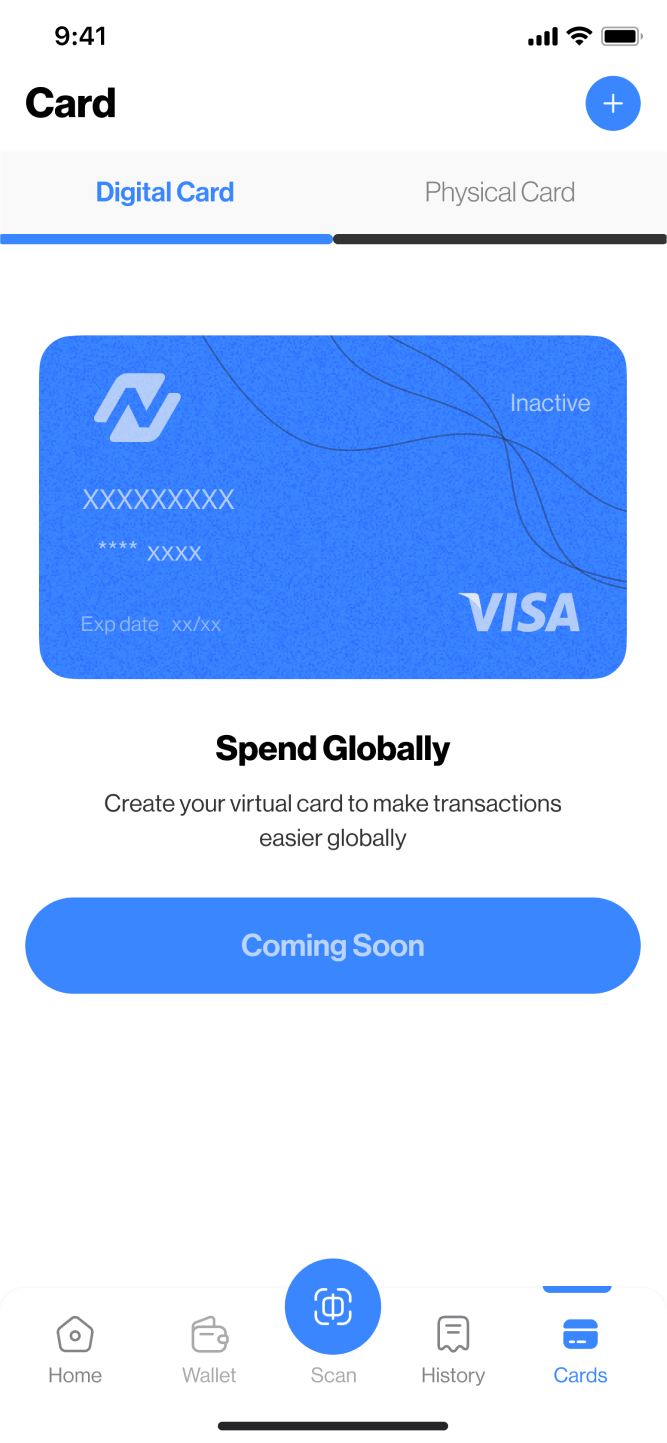 9:41
Card
Digital Card
Physical Card
Inactive
XXXXXXXXX
**** xxxx
Exp date xx/xx
VISA
Spend Globally
Create your virtual card to make transactions
easier globally
Coming Soon
Home
Wallet
Scan
History
Cards